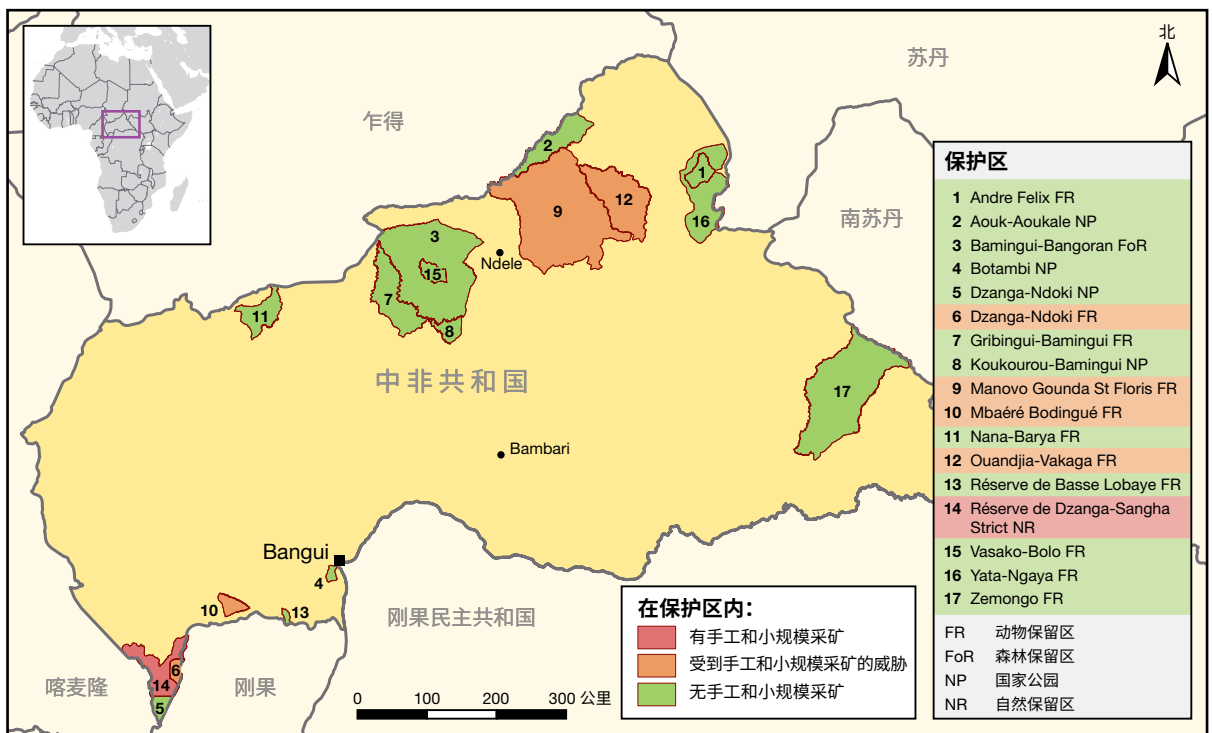 北
苏丹
乍得
南苏丹
中非共和国
刚果民主共和国
喀麦隆
刚果
Ndele
Bambari
Bangui
1
2
3
4
5
6
7
8
9
10
11
12
13
14
15
16
17
保护区
1 Andre Felix FR
2 Aouk-Aoukale NP
3 Bamingui-Bangoran FoR
4 Botambi NP
5 Dzanga-Ndoki NP
6 Dzanga-Ndoki FR
7 Gribingui-Bamingui FR
8 Koukourou-Bamingui NP
9 Manovo Gounda St Floris FR
10 Mbaéré Bodingué FR
11 Nana-Barya FR
12 Ouandjia-Vakaga FR
13 Réserve de Basse Lobaye FR
14 Réserve de Dzanga-Sangha
Strict NR
15 Vasako-Bolo FR
16 Yata-Ngaya FR
17 Zemongo FR
FR 动物保留区
FoR 森林保留区
NP 国家公园
NR 自然保留区
在保护区内：
有手工和小规模采矿
受到手工和小规模采矿的威胁
无手工和小规模采矿
0 100 200 300 公里